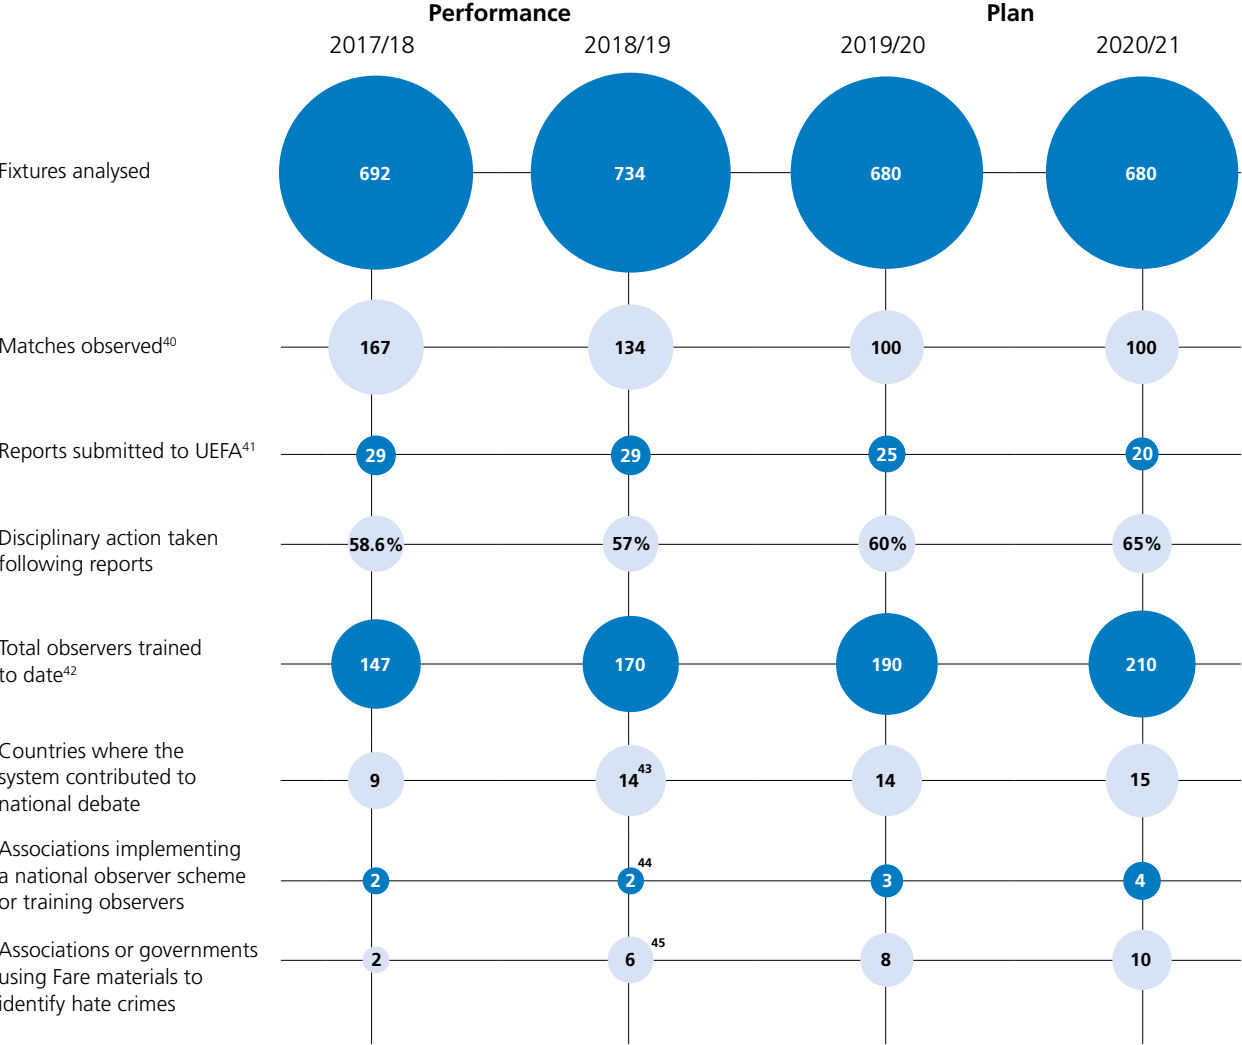 Performance Plan
2017/18 2018/19 2019/20 2020/21
Fixtures analysed 692 734 680 680
Matches observed40 167 134 100 100
Reports submitted to UEFA41 29 29 25 20
Disciplinary action taken
following reports
58.6% 57% 60% 65%
Total observers trained
to date42
147 170 190 210
Countries where the
system contributed to
national debate
9 1443 14 15
Associations implementing
a national observer scheme
or training observers
2 244 3 4
Associations or governments
using Fare materials to
identify hate crimes
2 645 8 10